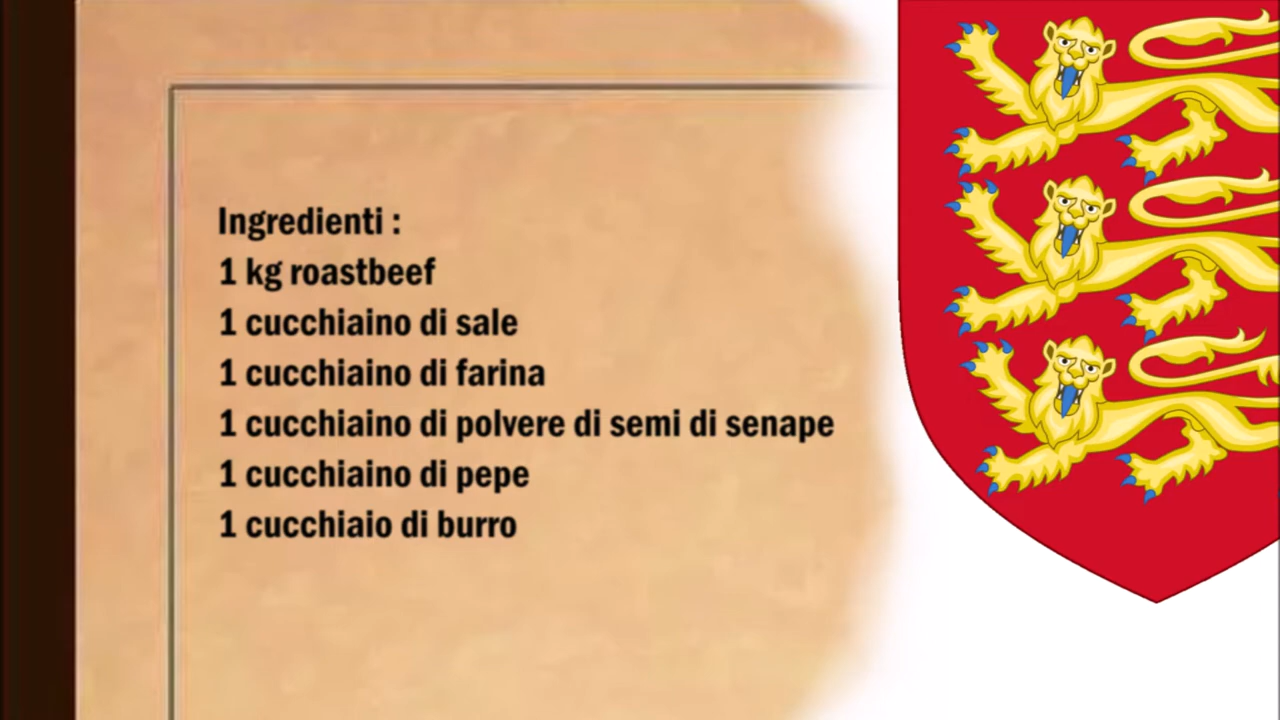 Ingredienti :
1 kg roastbeef
1 cucchiaino di sale
1 cucchiaino di farina
1 cucchiaino di polvere di semi di senape
1 cucchiaino di pepe
1 cucchiaio di burro